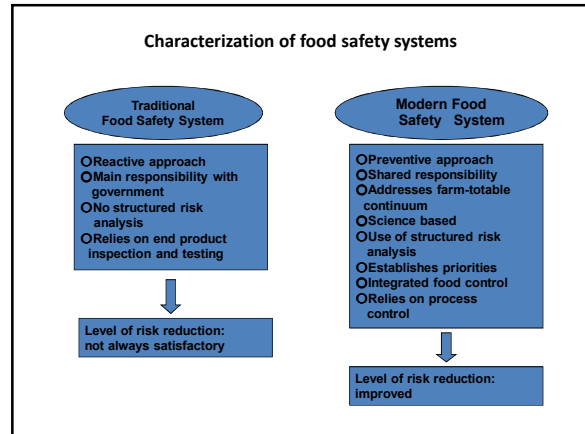 Characterization of food safety systems
Traditional
Food Safety System
Reactive approach
Main responsibility with
government
No structured risk
analysis
Relies on end product
inspection and testing
Level of risk reduction:
not always satisfactory
Modern Food
Safety System
Preventive approach
Shared responsibility
Addresses farm-totable
continuum
Science based
Use of structured risk
analysis
Establishes priorities
Integrated food control
Relies on process
control
Level of risk reduction:
improved